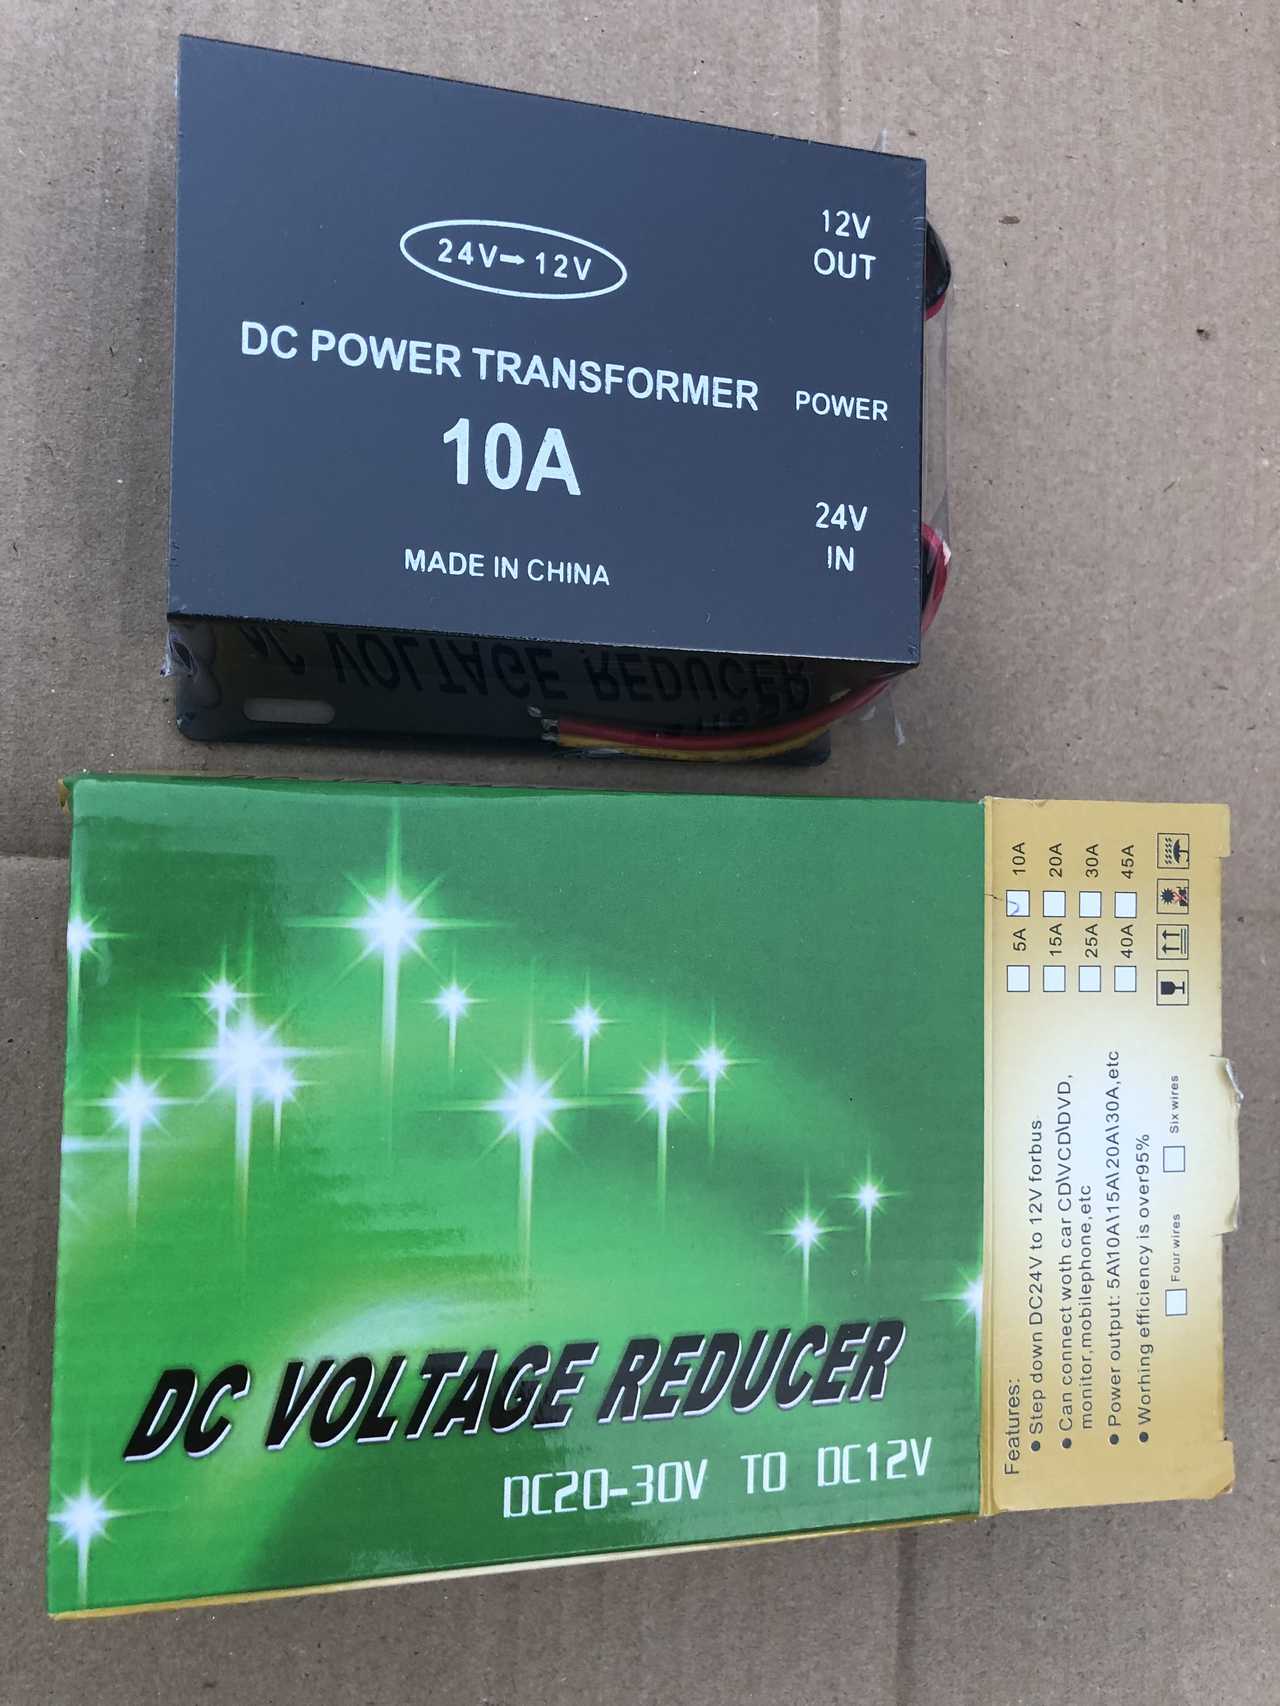 24V→12V
DC POWER TRANSFORMER
10A
MADE IN CHINA
12V
OUT
POWER
24V
IN
DC VOLTAGE REDUCER
DC VOLTAGE REDUCER
DC20-30V TO DC12V
5A 10A
15A 20A
25A 30A
40A 45A
Features:
● Step down DC24V to 12V forbus
● Can connect woth car CD\VCD\DVD,
monitor,mobilephone,etc
● Power output: 5A\10A\15A\20A\30A,etc
● Worhing efficiency is over95%
Four wires Six wires